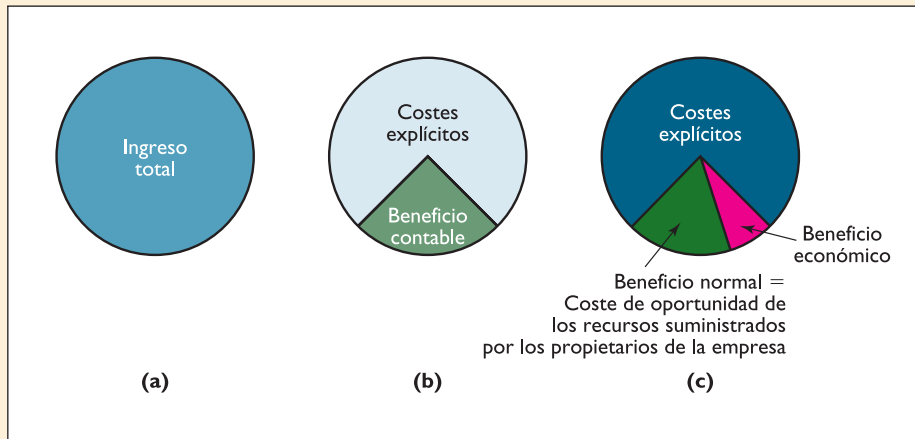 Ingreso
total
Costes
explícitos
Beneficio
contable
Costes
explícitos
Beneficio
económico
Beneficio normal =
Coste de oportunidad de
los recursos suministrados
por los propietarios de la empresa
(a)
(b)
(c)